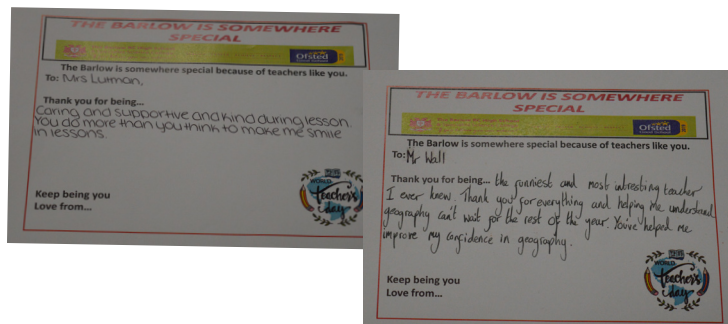 THE BARLOW IS SOMEWHERE
SPECIAL
Ofsted
The Barlow is somewhere special because of teachers like you.
To: Mrs Lutman,
Thank you for being...
Caring and supportive and kind during lesson.
You do more than you think to make me smile
in lessons.
Keep being you
Love from...
WORLD
teacher's
day
THE BARLOW IS SOMEWHERE
SPECIAL
Ofsted
The Barlow is somewhere special because of teachers like you.
To: Mr Wall
Thank you for being... the funniest and most intresting teacher
I ever knew. Thank you for everything and helping me understand
geography can't wait for the rest of the year. You've helped me
improve my confidence in geography.
Keep being you
Love from...
WORLD
teacher's
day